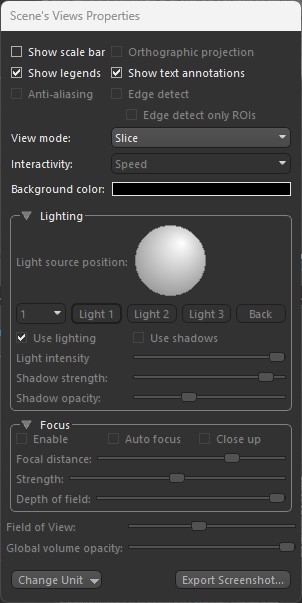 Scene's Views Properties
Show scale bar Orthographic projection
Show legends Show text annotations
Anti-aliasing Edge detect
Edge detect only ROIs
View mode: Slice
Interactivity: Speed
Background color:
Lighting
Light source position:
1 Light 1 Light 2 Light 3 Back
Use lighting Use shadows
Light intensity
Shadow strength:
Shadow opacity:
Focus
Enable Auto focus Close up
Focal distance:
Strength:
Depth of field:
Field of View:
Global volume opacity:
Change Unit Export Screenshot...